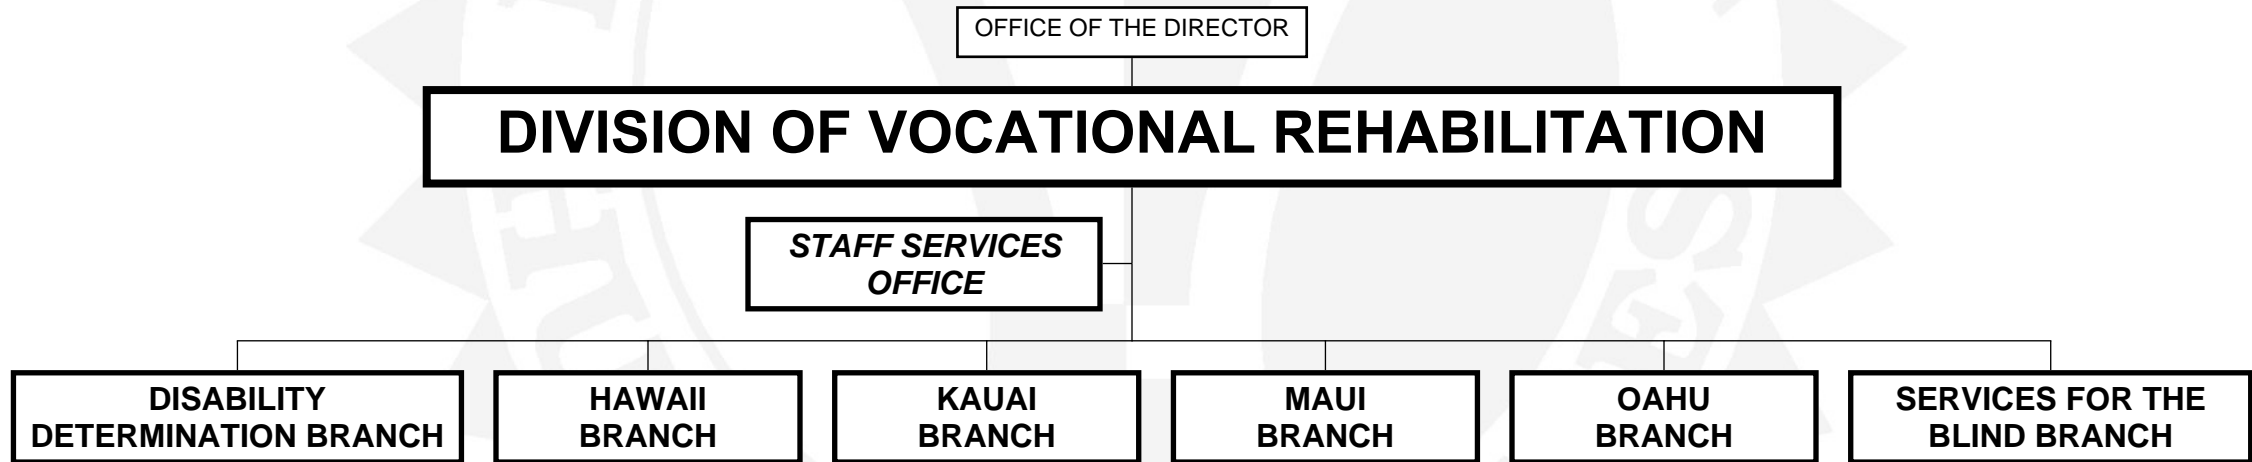 OFFICE OF THE DIRECTOR
DIVISION OF VOCATIONAL REHABILITATION
STAFF SERVICES
OFFICE
DISABILITY
DETERMINATION BRANCH
HAWAII
BRANCH
KAUAI
BRANCH
MAUI
BRANCH
OAHU
BRANCH
SERVICES FOR THE
BLIND BRANCH